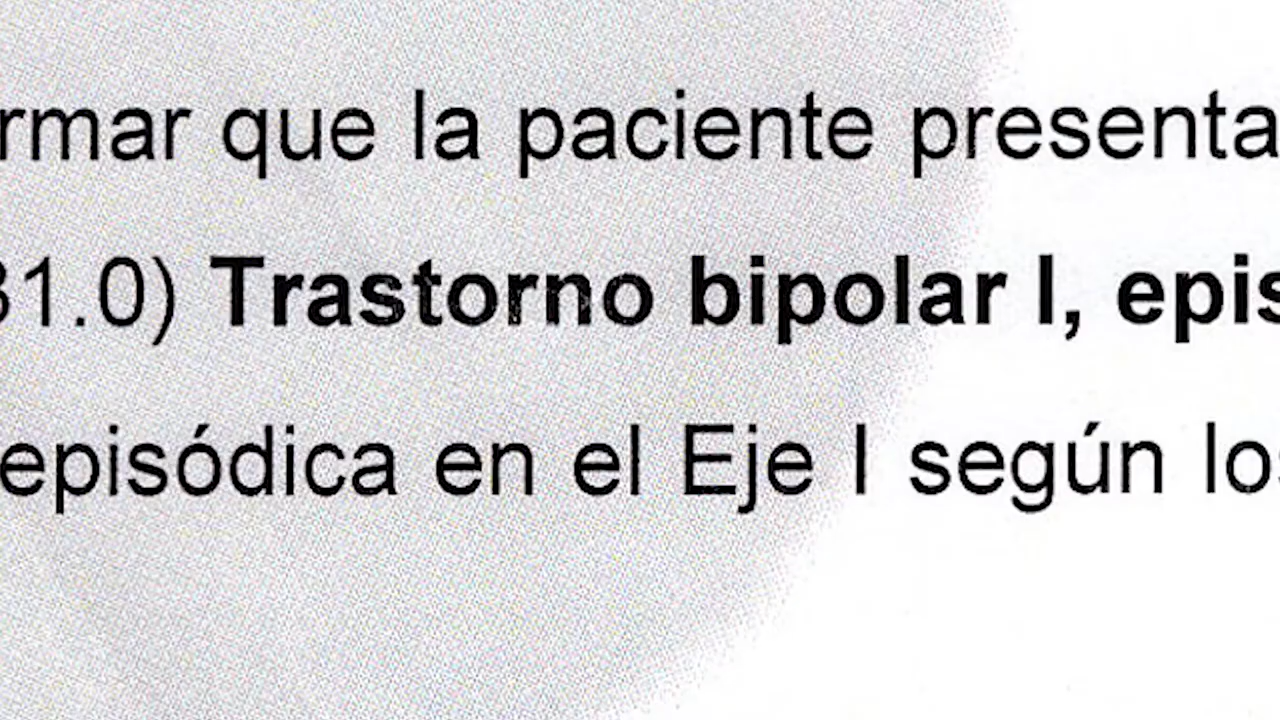 rmar que la paciente presenta
31.0) Trastorno bipolar I, epis
episódica en el Eje I según los